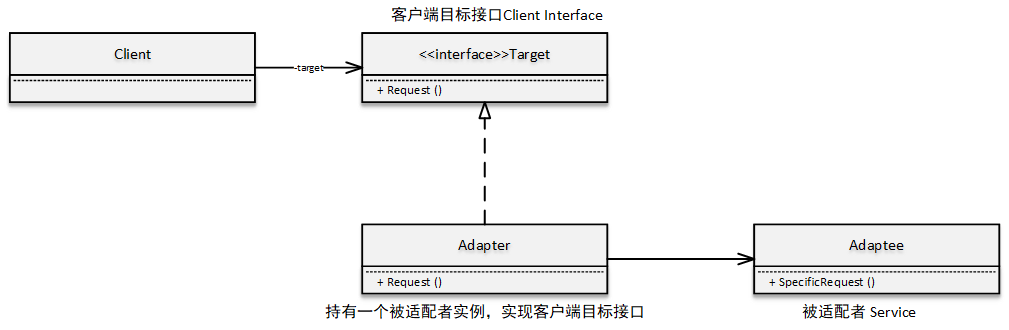 客户端目标接口Client Interface
Client
<<interface>>Target
-target
+ Request ()
Adapter
+ Request ()
Adaptee
+ SpecificRequest ()
持有一个被适配者实例，实现客户端目标接口
被适配者 Service